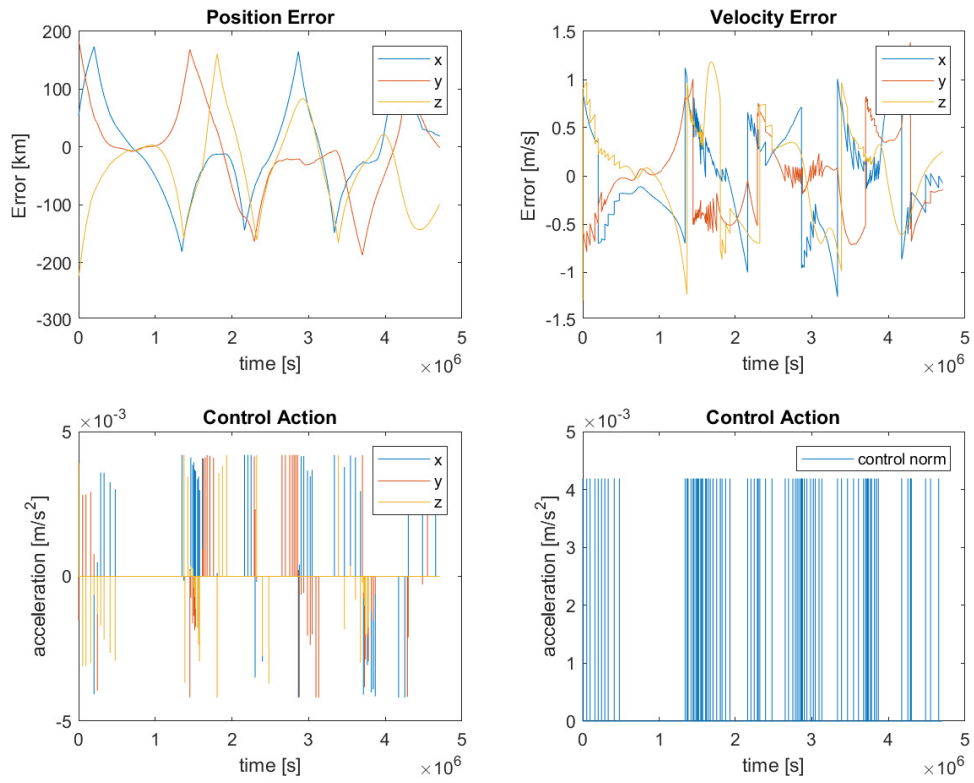 Position Error
200
100
0
-100
-200
-300
Error [km]
x
y
z
0
1
2
3
4
5
time [s]
×10^6
Velocity Error
1.5
1
0.5
0
-0.5
-1
-1.5
Error [m/s]
x
y
z
0
1
2
3
4
5
time [s]
×10^6
Control Action
×10^-3
5
0
-5
acceleration [m/s^2]
x
y
z
0
1
2
3
4
5
time [s]
×10^6
Control Action
×10^-3
5
4
3
2
1
0
acceleration [m/s^2]
control norm
0
1
2
3
4
5
time [s]
×10^6